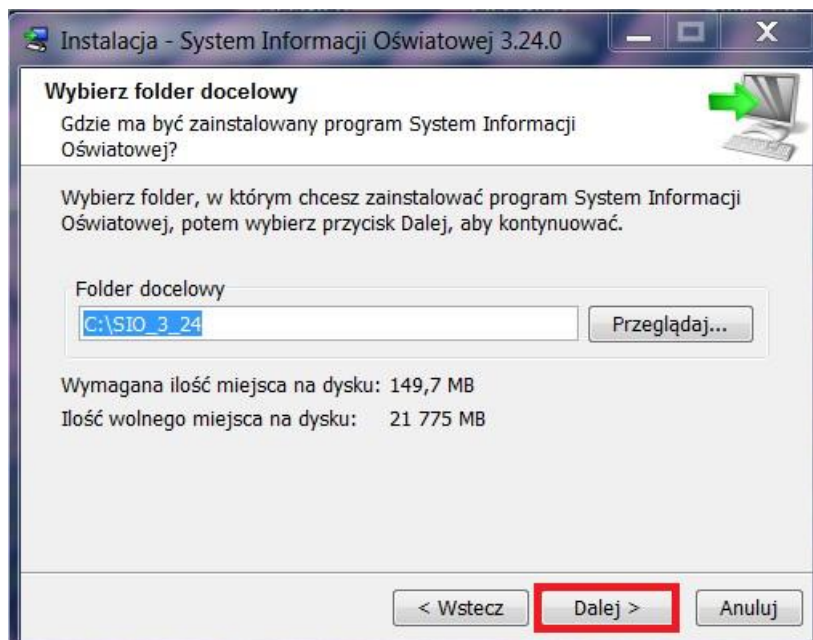 Instalacja - System Informacji Oświatowej 3.24.0
Wybierz folder docelowy
Gdzie ma być zainstalowany program System Informacji
Oświatowej?
Wybierz folder, w którym chcesz zainstalować program System Informacji
Oświatowej, potem wybierz przycisk Dalej, aby kontynuować.
Folder docelowy
C:\SIO_3_24
Przeglądaj...
Wymagana ilość miejsca na dysku: 149,7 MB
Ilość wolnego miejsca na dysku: 21 775 MB
< Wstecz
Dalej >
Anuluj